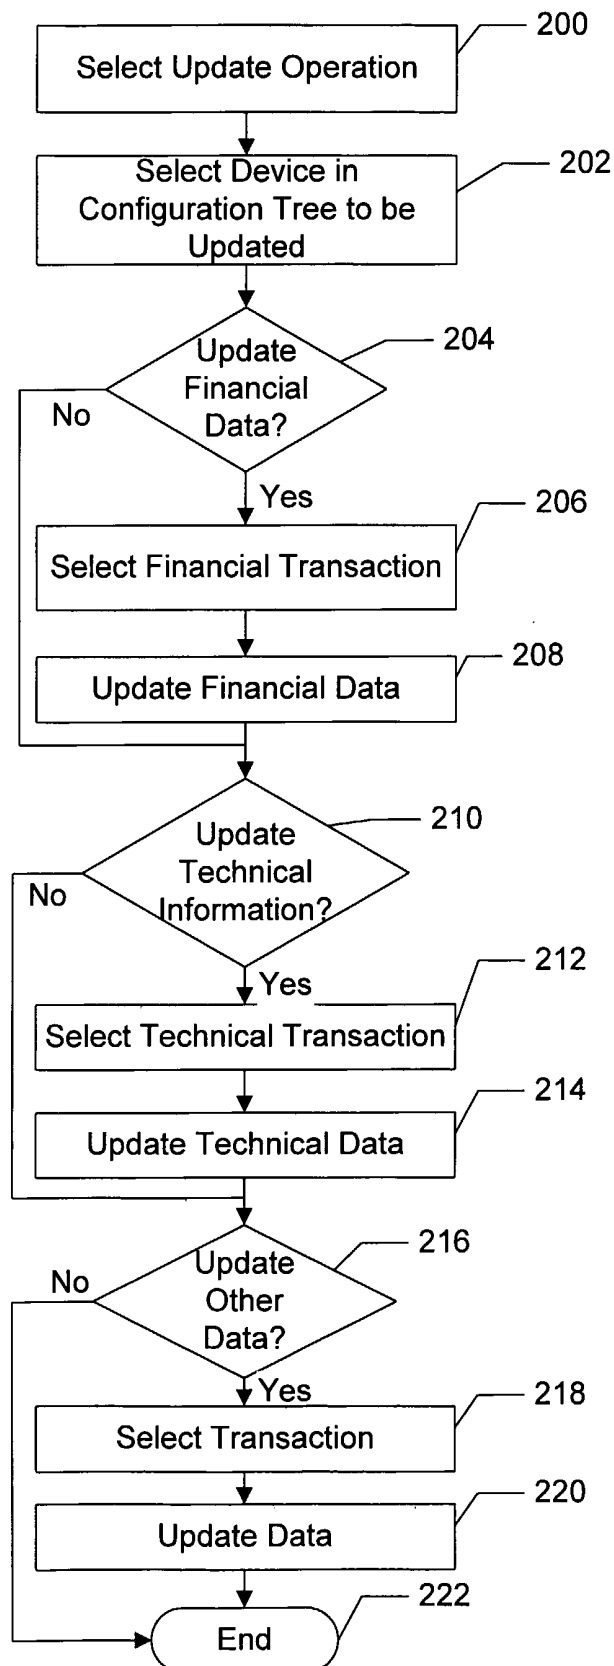 200
Select Update Operation
202
Select Device in
Configuration Tree to be
Updated
204
Update
Financial
Data?
No
Yes
206
Select Financial Transaction
208
Update Financial Data
210
Update
Technical
Information?
No
Yes
212
Select Technical Transaction
214
Update Technical Data
216
Update
Other
Data?
No
Yes
218
Select Transaction
220
Update Data
222
End